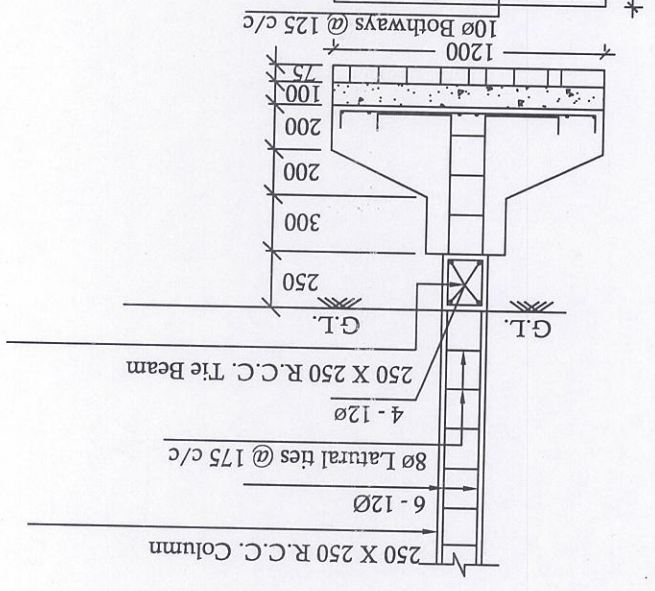 250 X 250 R.C.C. Column
6 - 12Ø
8ø Latural ties @ 175 c/c
4 - 12ø
250 X 250 R.C.C. Tie Beam
G.L.
G.L.
250
300
200
200
100
75
1200
10ø Bothways @ 125 c/c